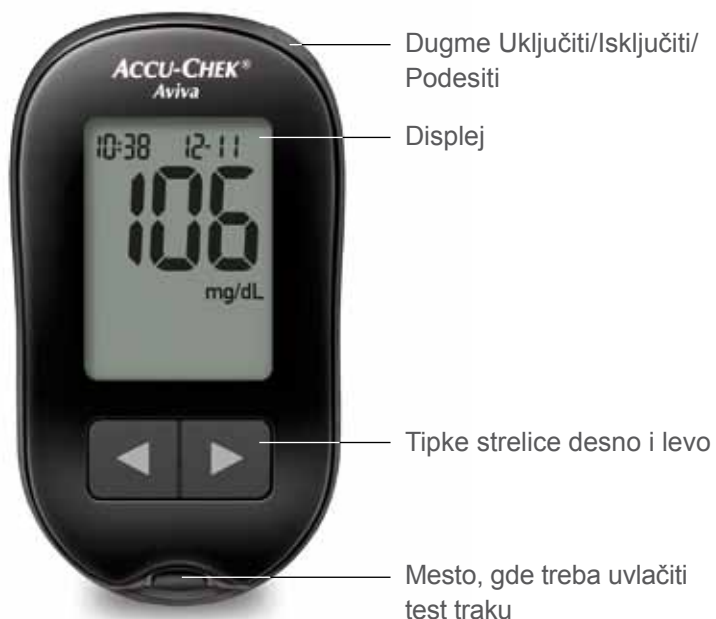 Dugme Uključiti/Isključiti/
Podesiti
ACCU-CHEK®
Aviva
Displej
10:38 12-11
106
mg/dL
Tipke strelice desno i levo
Mesto, gde treba uvlačiti
test traku